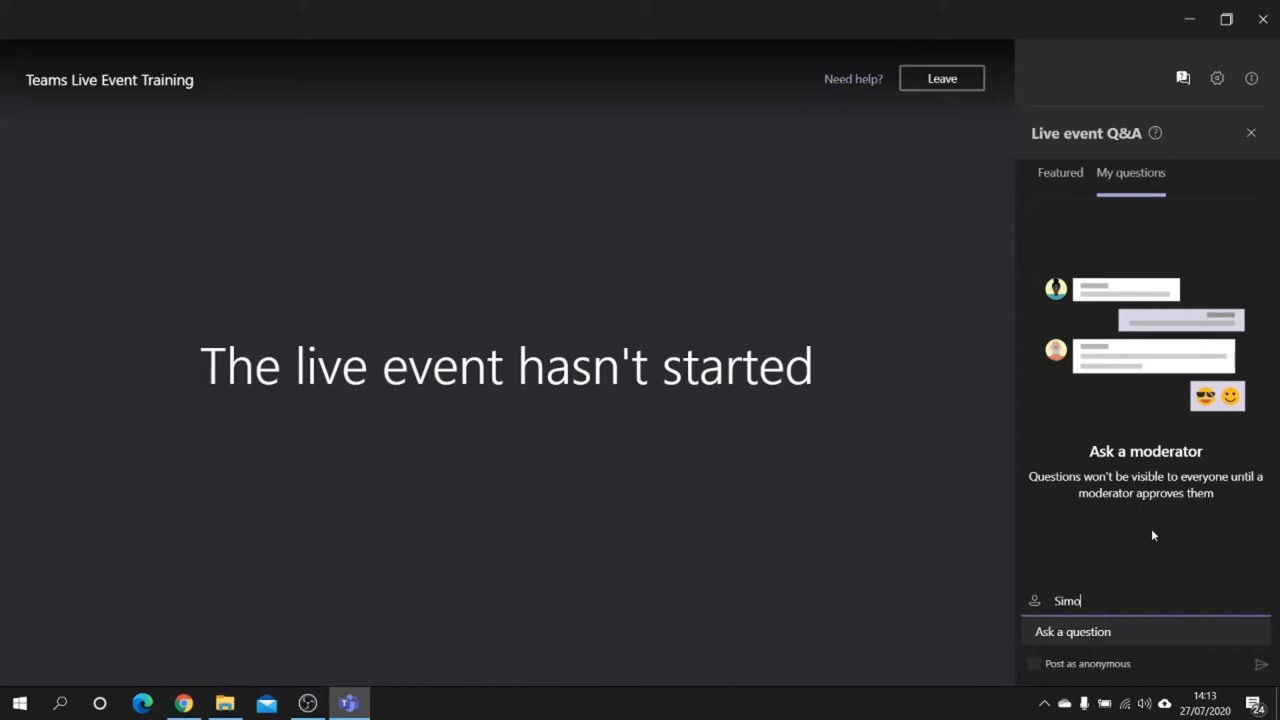 Teams Live Event Training
Need help?
Leave
Live event Q&A
Featured
My questions
The live event hasn't started
Ask a moderator
Questions won't be visible to everyone until a
moderator approves them
Simo
Ask a question
Post as anonymous
14:13
27/07/2020
24